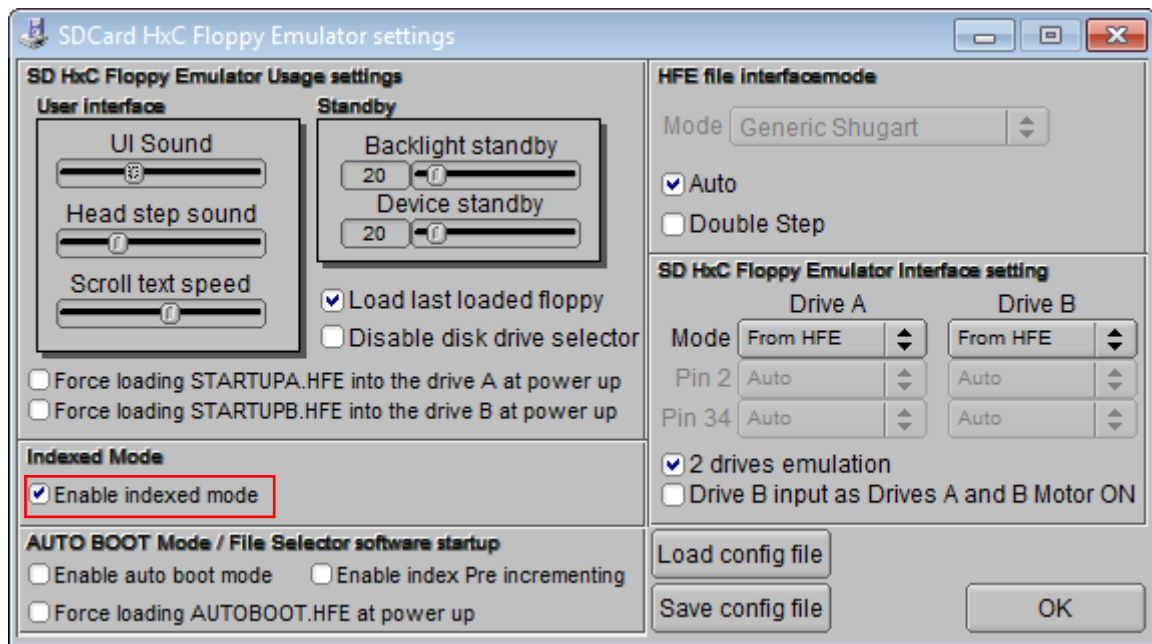 SDCard HxC Floppy Emulator settings
SD HxC Floppy Emulator Usage settings
User interface
UI Sound
Head step sound
Scroll text speed
Standby
Backlight standby
20
Device standby
20
Load last loaded floppy
Disable disk drive selector
Force loading STARTUPA.HFE into the drive A at power up
Force loading STARTUPB.HFE into the drive B at power up
Indexed Mode
Enable indexed mode
AUTO BOOT Mode / File Selector software startup
Enable auto boot mode Enable index Pre incrementing
Force loading AUTOBOOT.HFE at power up
HFE file interfacemode
Mode Generic Shugart
Auto
Double Step
SD HxC Floppy Emulator Interface setting
Drive A Drive B
Mode From HFE From HFE
Pin 2 Auto Auto
Pin 34 Auto Auto
2 drives emulation
Drive B input as Drives A and B Motor ON
Load config file
Save config file OK